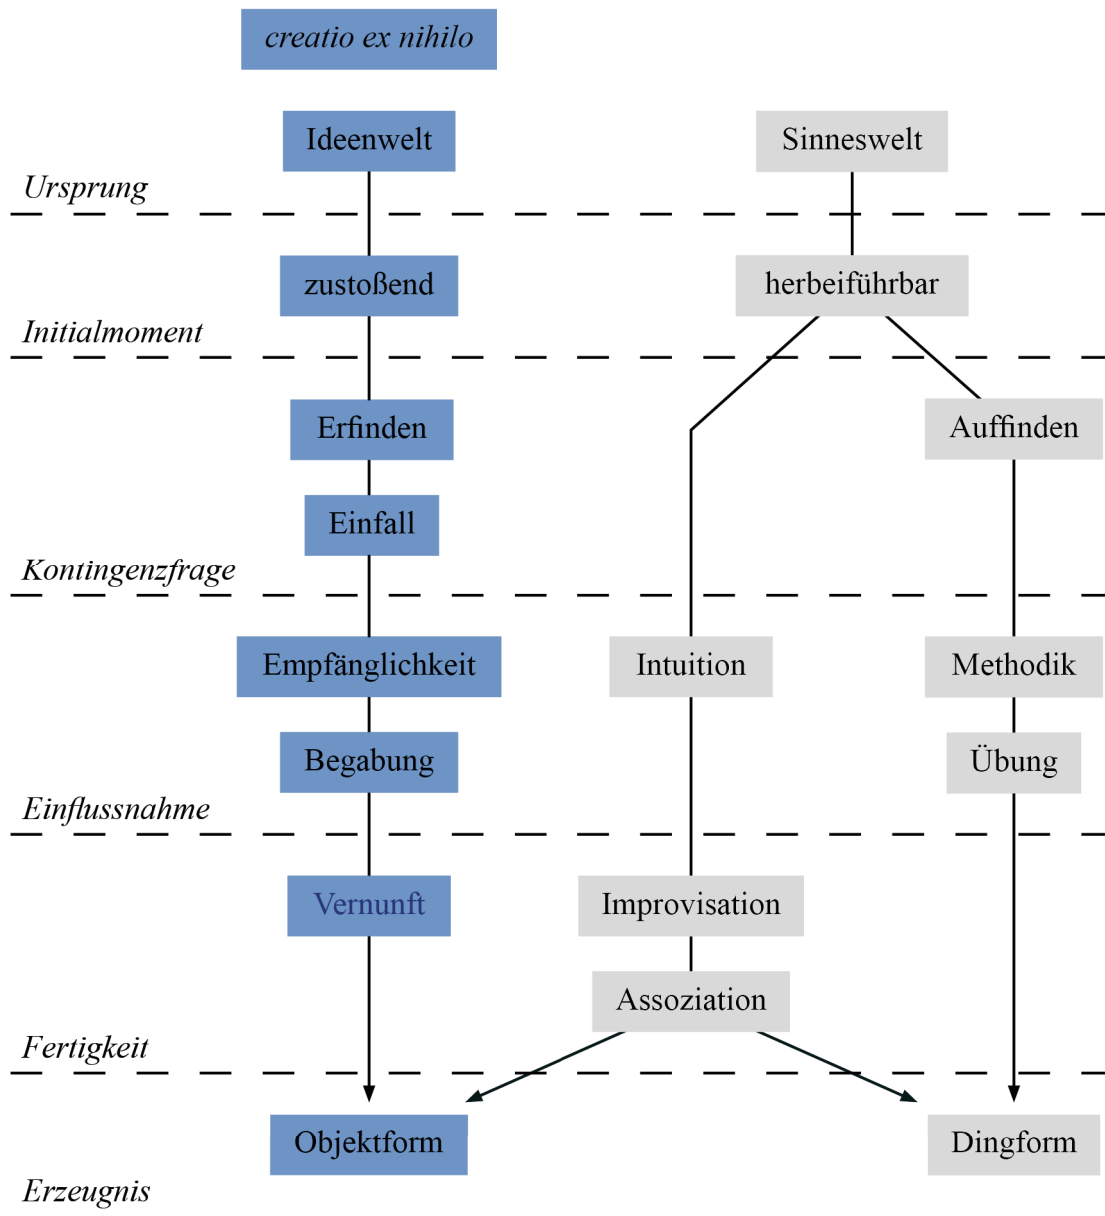 creatio ex nihilo
Ideenwelt
Sinneswelt
Ursprung
zustoßend
herbeiführbar
Initialmoment
Erfinden
Auffinden
Einfall
Kontingenzfrage
Empfänglichkeit
Intuition
Methodik
Begabung
Übung
Einflussnahme
Vernunft
Improvisation
Assoziation
Fertigkeit
Objektform
Dingform
Erzeugnis